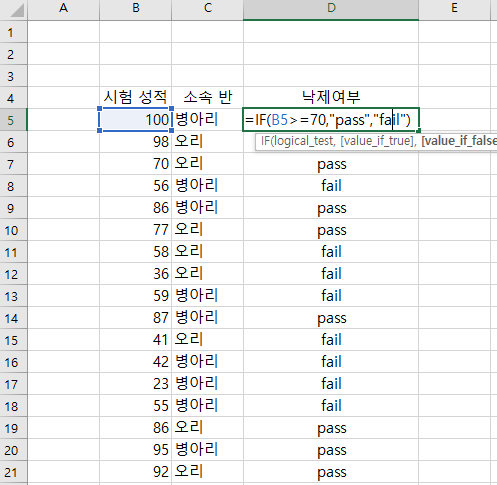 A B C D E
1
2
3
4 시험 성적 소속 반 낙제여부
5 100 병아리 =IF(B5>=70,"pass","fail")
6 98 오리 IF(logical_test, [value_if_true], [value_if_false
7 70 오리 pass
8 56 병아리 fail
9 86 병아리 pass
10 77 오리 pass
11 58 오리 fail
12 36 오리 fail
13 59 병아리 fail
14 87 병아리 pass
15 41 오리 fail
16 42 병아리 fail
17 23 병아리 fail
18 55 병아리 fail
19 86 오리 pass
20 95 병아리 pass
21 92 오리 pass